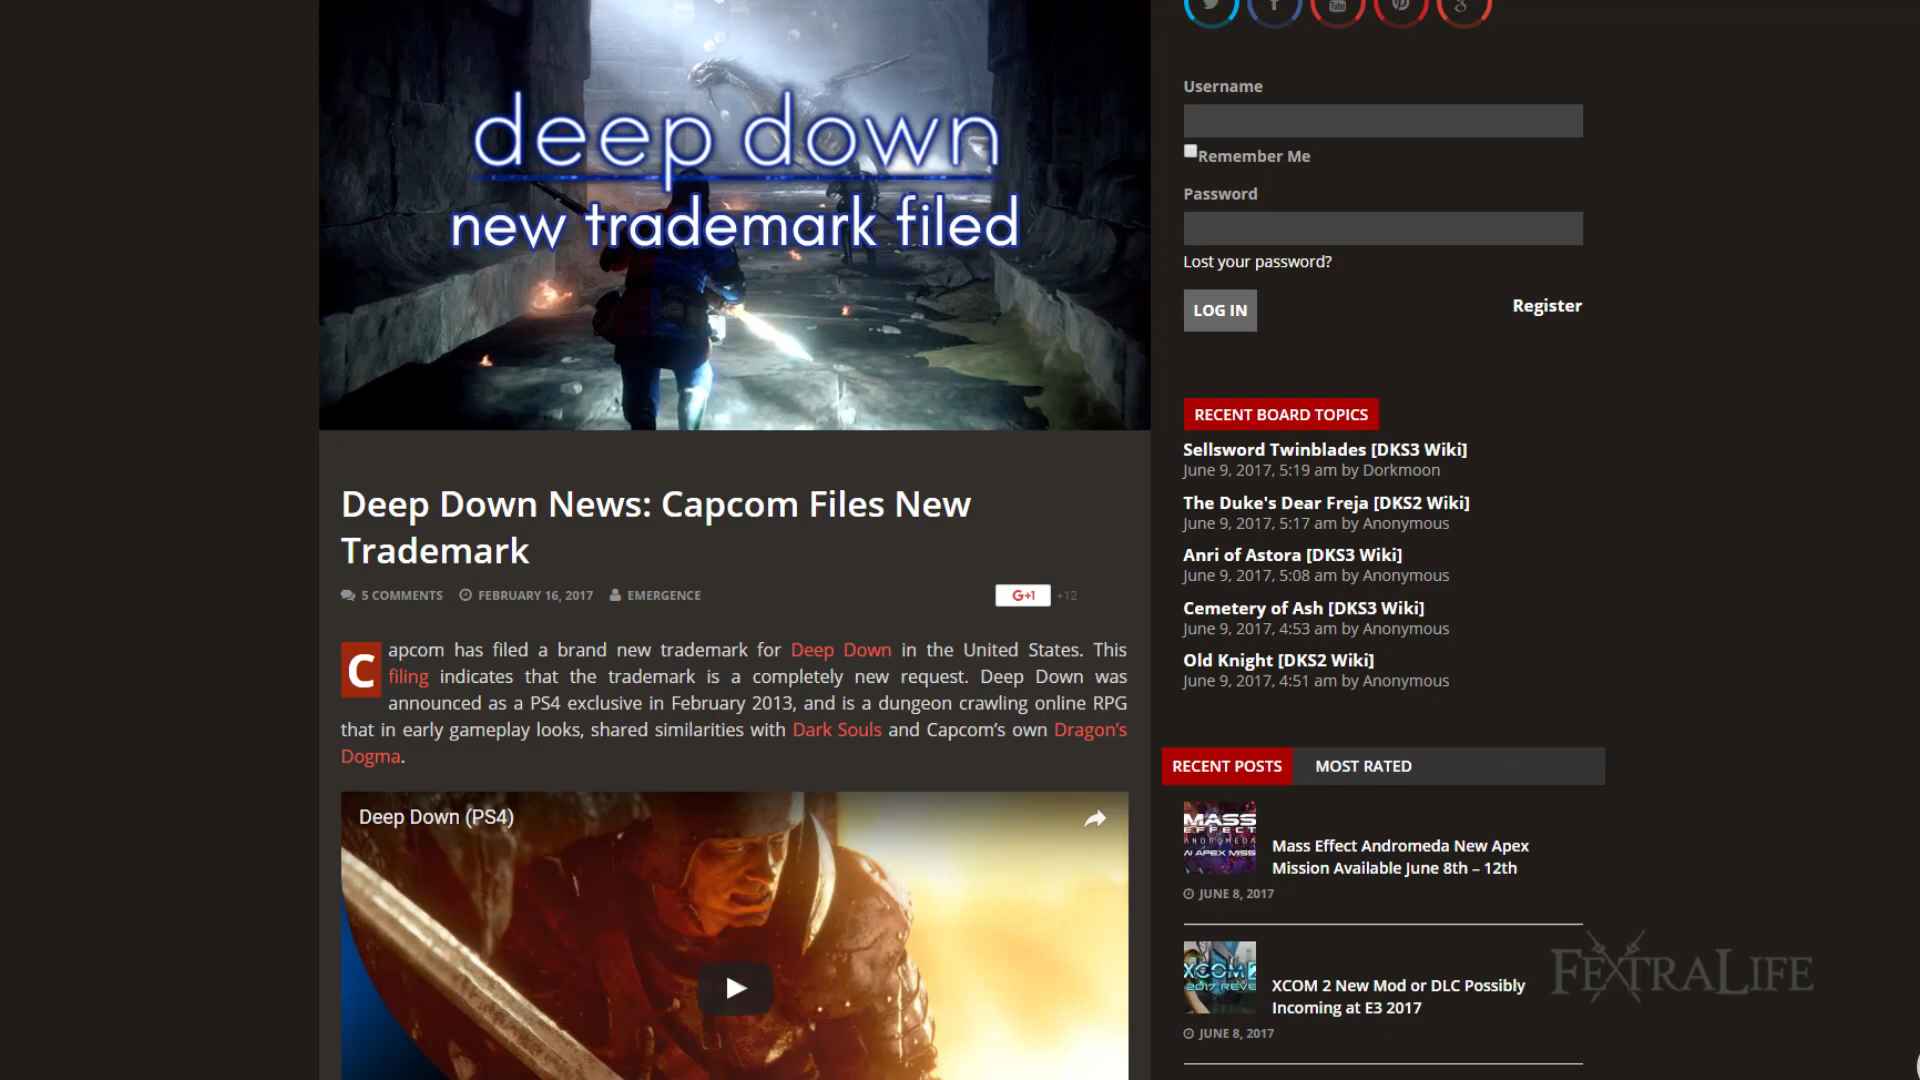 deep down
new trademark filed
Deep Down News: Capcom Files New
Trademark
5 COMMENTS FEBRUARY 16, 2017 EMERGENCE
G+1 +12
Capcom has filed a brand new trademark for Deep Down in the United States. This
filing indicates that the trademark is a completely new request. Deep Down was
announced as a PS4 exclusive in February 2013, and is a dungeon crawling online RPG
that in early gameplay looks, shared similarities with Dark Souls and Capcom's own Dragon's
Dogma.
Deep Down (PS4)
Username
Remember Me
Password
Lost your password?
LOG IN
Register
RECENT BOARD TOPICS
Sellsword Twinblades [DKS3 Wiki]
June 9, 2017, 5:19 am by Dorkmoon
The Duke's Dear Freja [DKS2 Wiki]
June 9, 2017, 5:17 am by Anonymous
Anri of Astora [DKS3 Wiki]
June 9, 2017, 5:08 am by Anonymous
Cemetery of Ash [DKS3 Wiki]
June 9, 2017, 4:53 am by Anonymous
Old Knight [DKS2 Wiki]
June 9, 2017, 4:51 am by Anonymous
RECENT POSTS MOST RATED
MASS
EFFECT
ANDROMEDA
W APEX MISS
Mass Effect Andromeda New Apex
Mission Available June 8th – 12th
JUNE 8, 2017
XCOM 2
2017 REVE
XCOM 2 New Mod or DLC Possibly
Incoming at E3 2017
JUNE 8, 2017
FEXTRALIFE